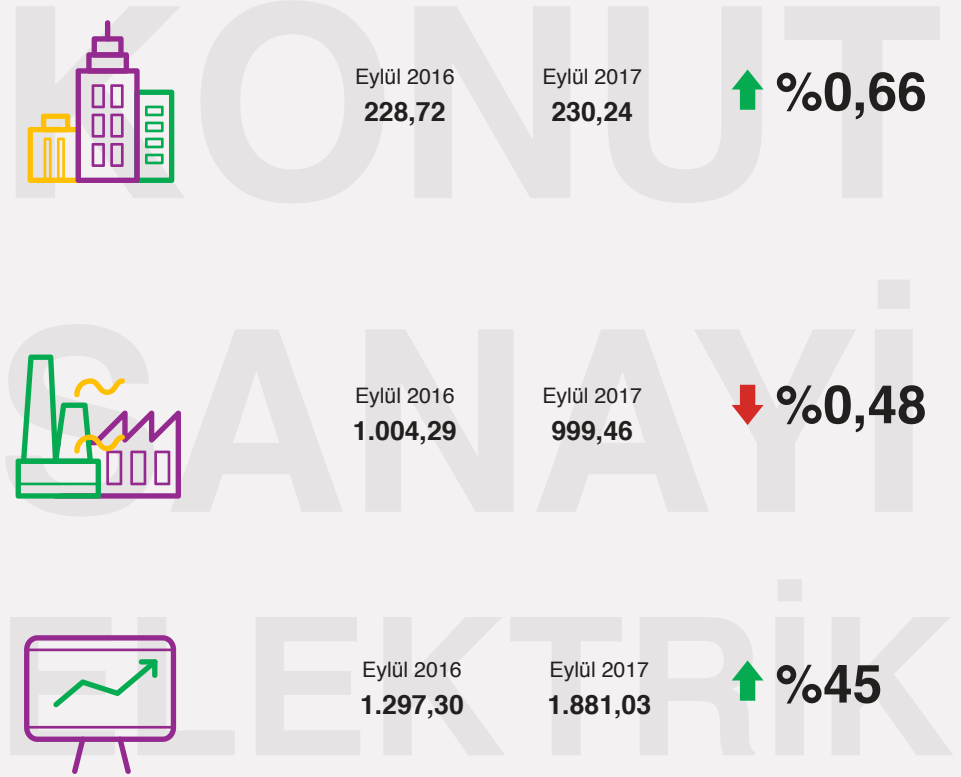 KONUT
Eylül 2016 Eylül 2017
228,72 230,24 %0,66
SANAYİ
Eylül 2016 Eylül 2017
1.004,29 999,46 %0,48
ELEKTRİK
Eylül 2016 Eylül 2017
1.297,30 1.881,03 %45